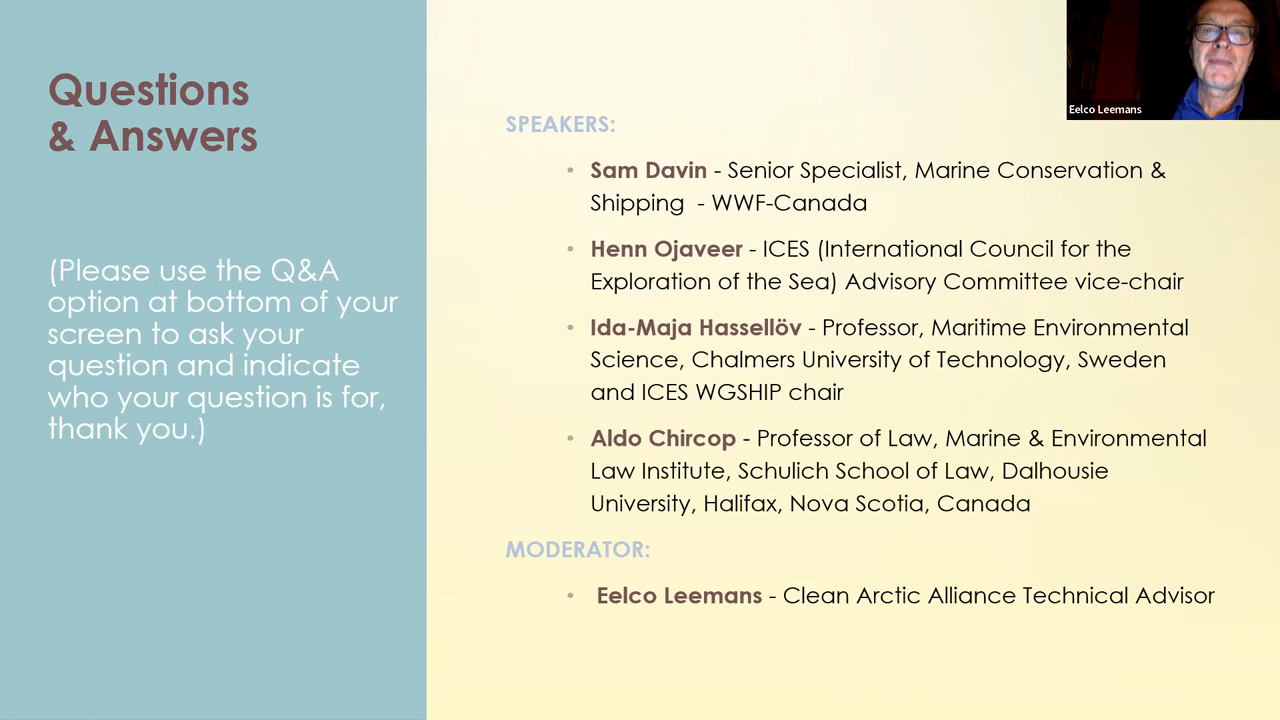 Questions
& Answers
(Please use the Q&A
option at bottom of your
screen to ask your
question and indicate
who your question is for,
thank you.)
SPEAKERS:
• Sam Davin - Senior Specialist, Marine Conservation &
Shipping - WWF-Canada
• Henn Ojaveer - ICES (International Council for the
Exploration of the Sea) Advisory Committee vice-chair
• Ida-Maja Hassellöv - Professor, Maritime Environmental
Science, Chalmers University of Technology, Sweden
and ICES WGSHIP chair
• Aldo Chircop - Professor of Law, Marine & Environmental
Law Institute, Schulich School of Law, Dalhousie
University, Halifax, Nova Scotia, Canada
MODERATOR:
• Eelco Leemans - Clean Arctic Alliance Technical Advisor
Eelco Leemans